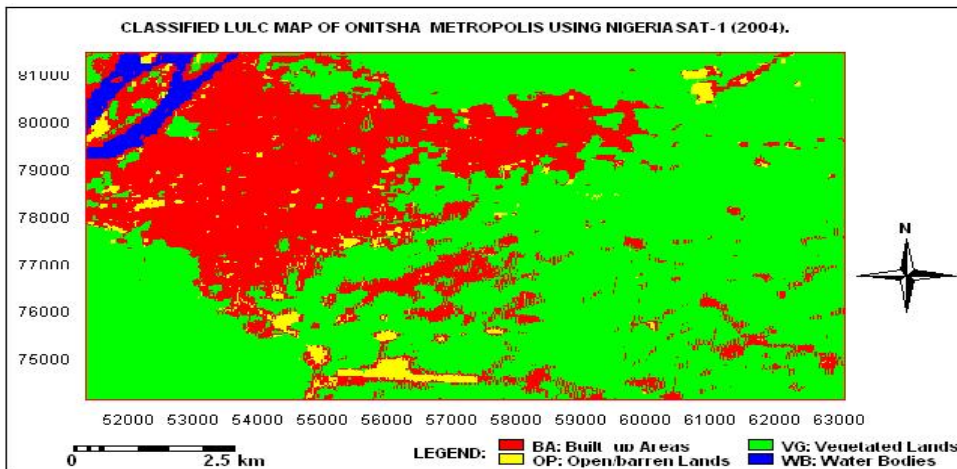 CLASSIFIED LULC MAP OF ONITSHA METROPOLIS USING NIGERIASAT-1 (2004).
81000
80000
79000
78000
77000
76000
75000
N
52000 53000 54000 55000 56000 57000 58000 59000 60000 61000 62000 63000
0 2.5 km
LEGEND:
BA: Built up Areas
VG: Vegetated Lands
OP: Open/barren Lands
WB: Water Bodies